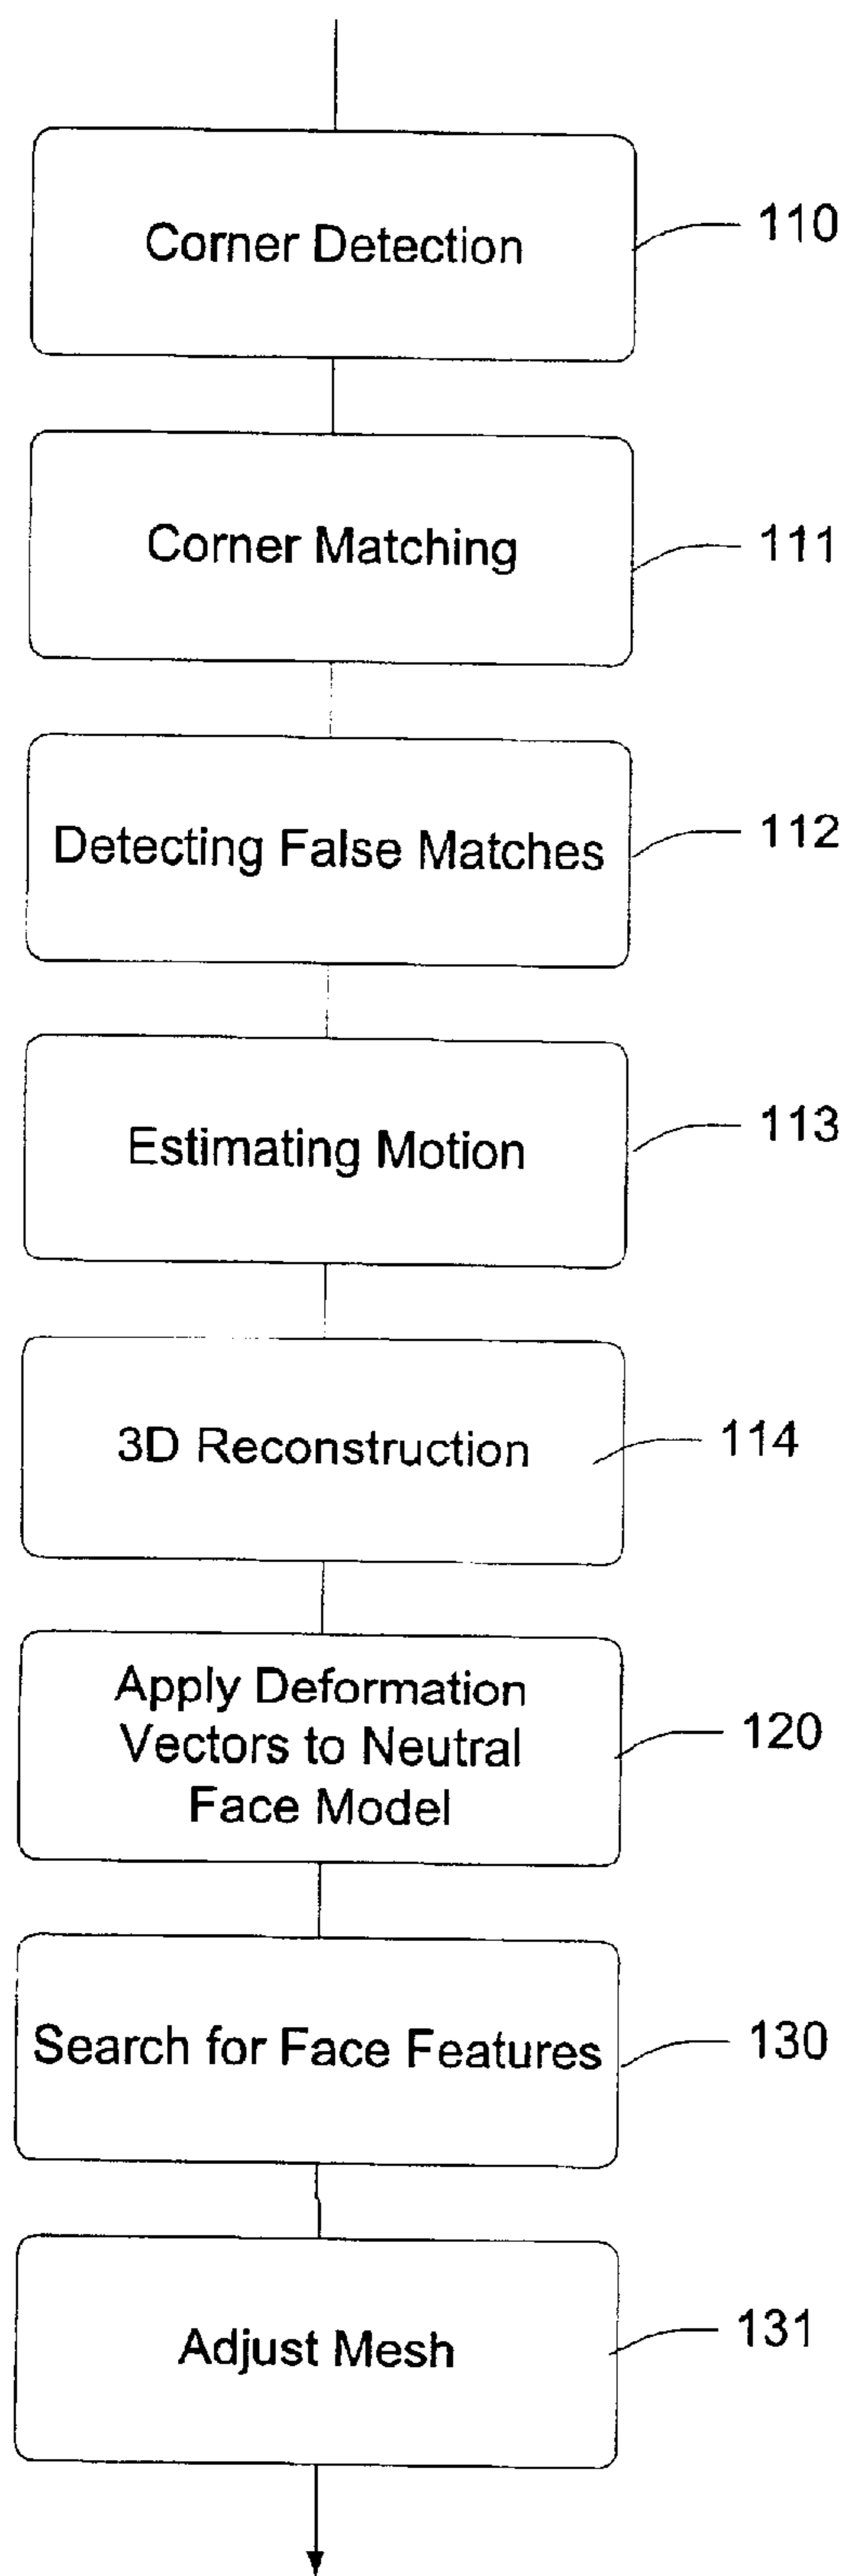 Corner Detection
110
Corner Matching
111
Detecting False Matches
112
Estimating Motion
113
3D Reconstruction
114
Apply Deformation
Vectors to Neutral
Face Model
120
Search for Face Features
130
Adjust Mesh
131